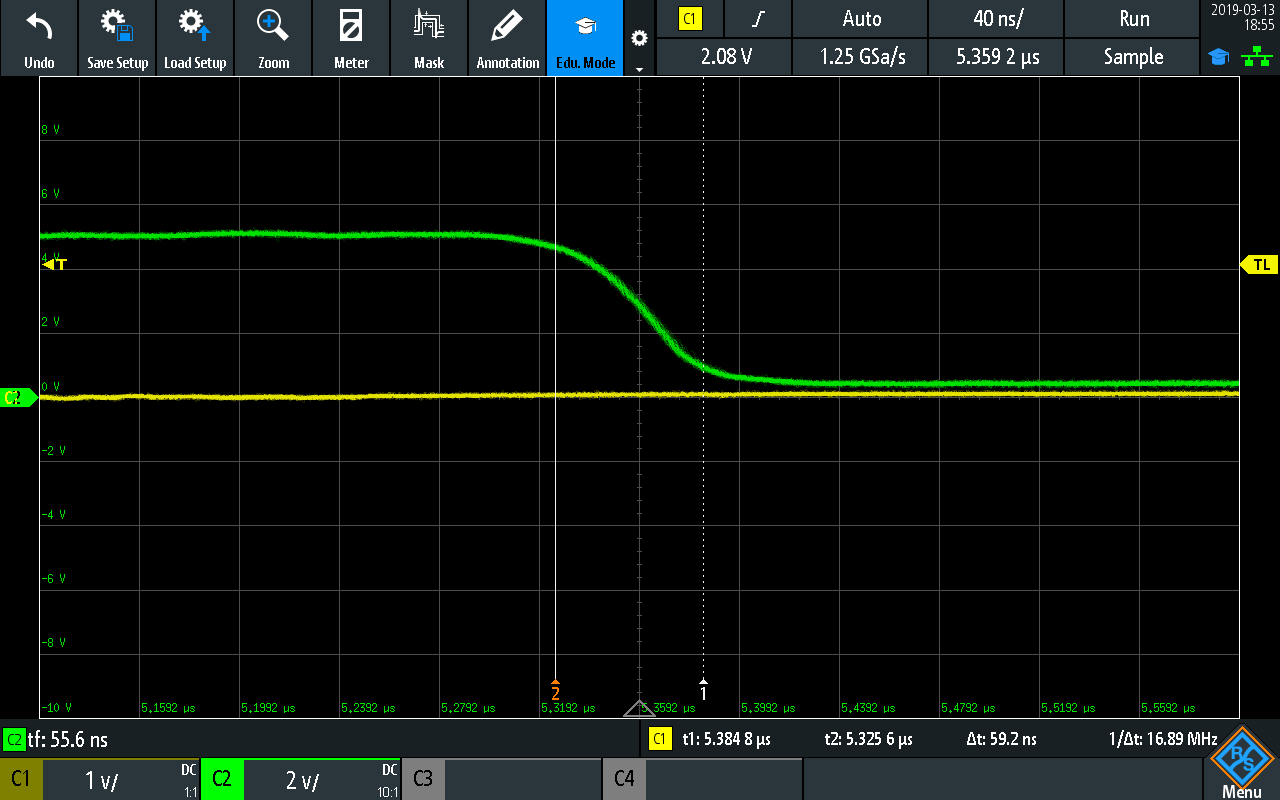 Undo
Save Setup
Load Setup
Zoom
Meter
Mask
Annotation
Edu. Mode
C1
Auto
40 ns/
Run
2019-03-13
18:55
2.08 V
1.25 GSa/s
5.359 2 µs
Sample
8 V
6 V
4 V
T
TL
2 V
0 V
C2
-2 V
-4 V
-6 V
-8 V
2
1
-10 V
5,1592 µs
5,1992 µs
5,2392 µs
5,2792 µs
5,3192 µs
5,3592 µs
5,3992 µs
5,4392 µs
5,4792 µs
5,5192 µs
5,5592 µs
C2 tf: 55.6 ns
C1 t1: 5.384 8 µs t2: 5.325 6 µs Δt: 59.2 ns 1/Δt: 16.89 MHz
C1 1 v/ DC 1:1
C2 2 v/ DC 10:1
C3
C4
R&S
Menu